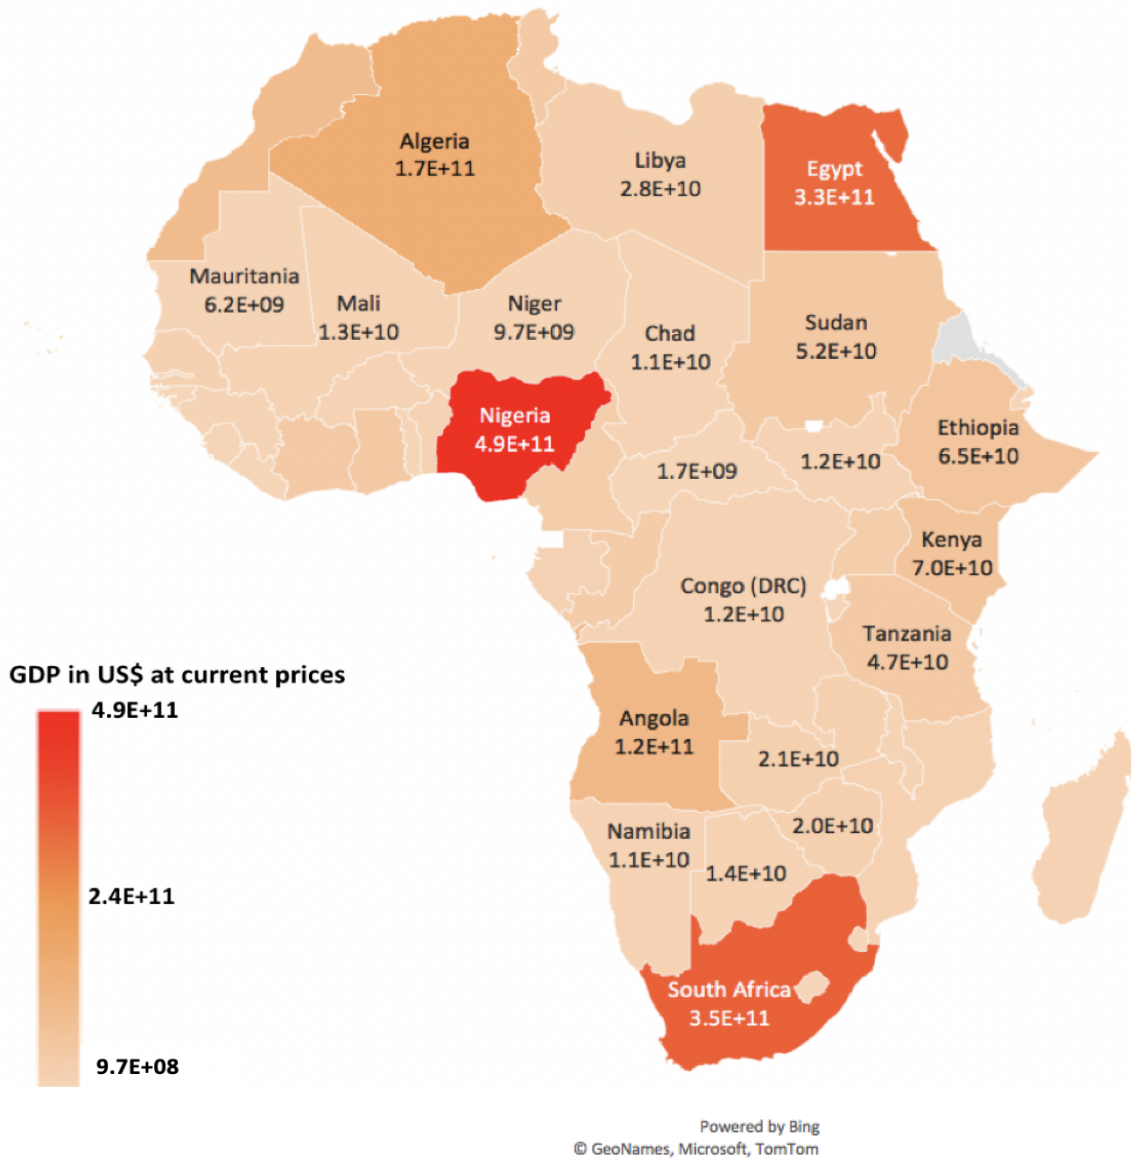 Algeria
1.7E+11
Libya
2.8E+10
Egypt
3.3E+11
Mauritania
6.2E+09
Mali
1.3E+10
Niger
9.7E+09
Chad
1.1E+10
Sudan
5.2E+10
Nigeria
4.9E+11
Ethiopia
6.5E+10
1.7E+09
1.2E+10
Kenya
7.0E+10
Congo (DRC)
1.2E+10
Tanzania
4.7E+10
GDP in US$ at current prices
4.9E+11
2.4E+11
9.7E+08
Angola
1.2E+11
2.1E+10
Namibia
1.1E+10
2.0E+10
1.4E+10
South Africa
3.5E+11
Powered by Bing
© GeoNames, Microsoft, TomTom